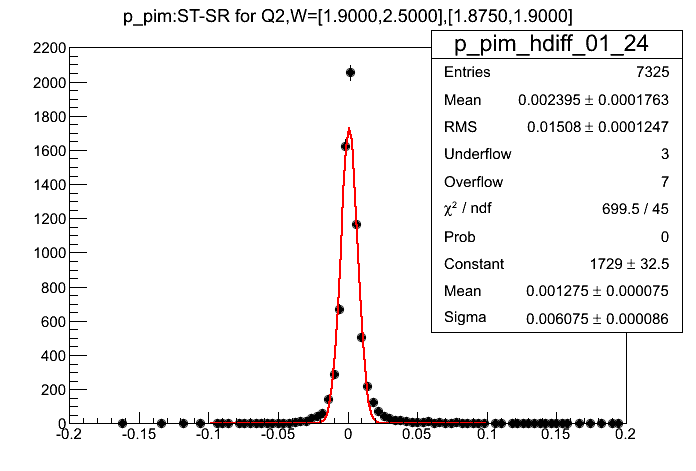 p_pim:ST-SR for Q2,W=[1.9000,2.5000],[1.8750,1.9000]
p_pim_hdiff_01_24
Entries 7325
Mean 0.002395 ± 0.0001763
RMS 0.01508 ± 0.0001247
Underflow 3
Overflow 7
χ² / ndf 699.5 / 45
Prob 0
Constant 1729 ± 32.5
Mean 0.001275 ± 0.000075
Sigma 0.006075 ± 0.000086
2200
2000
1800
1600
1400
1200
1000
800
600
400
200
0
-0.2 -0.15 -0.1 -0.05 0 0.05 0.1 0.15 0.2